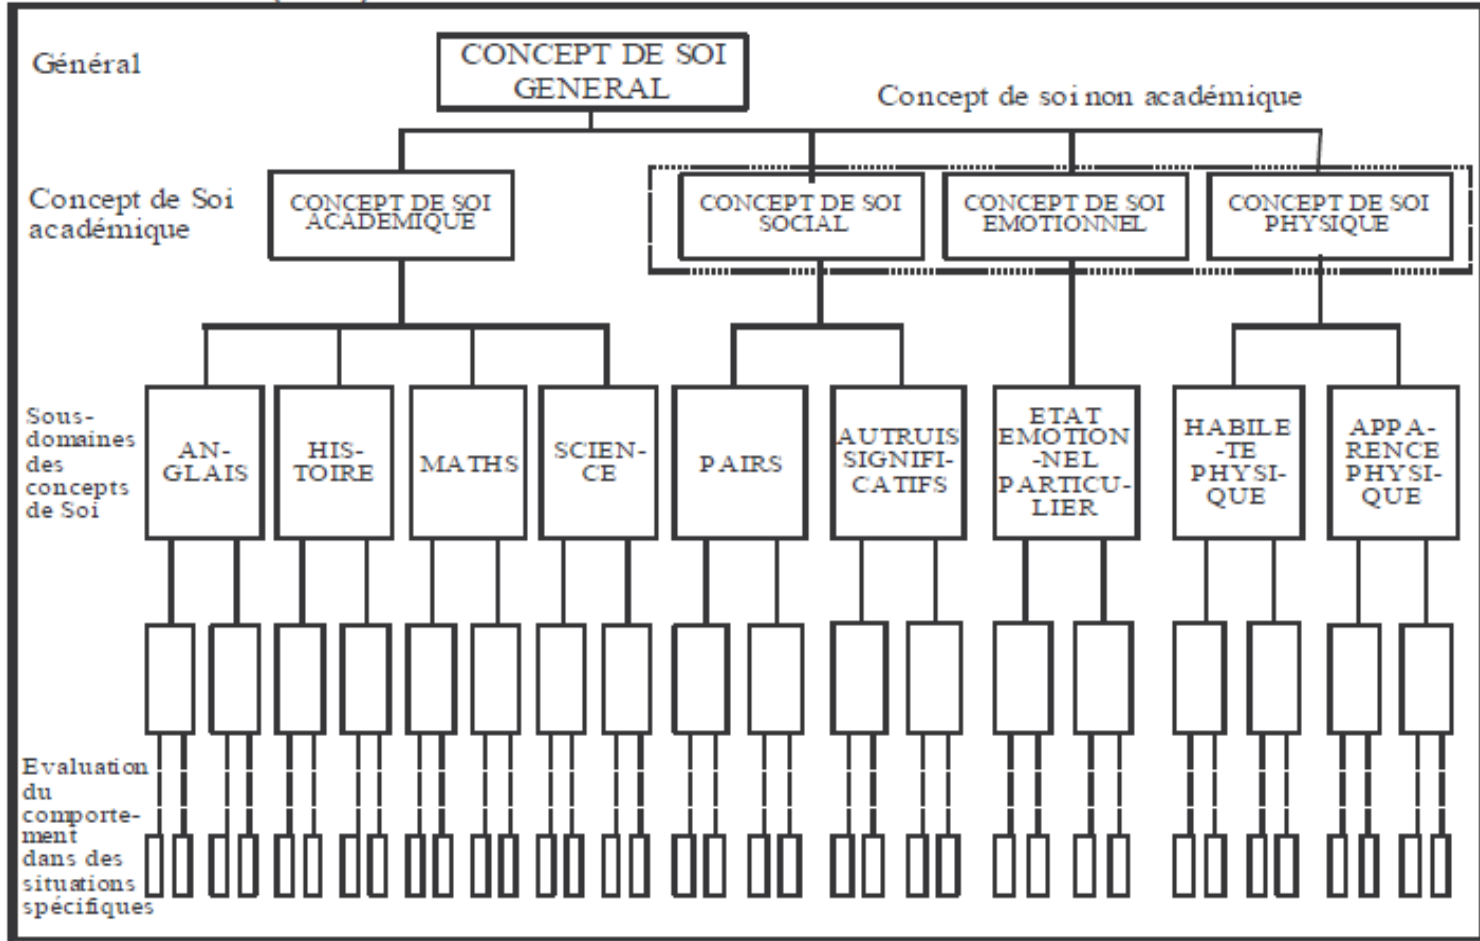 Général
CONCEPT DE SOI
GENERAL
Concept de soi non académique
Concept de Soi
académique
CONCEPT DE SOI
ACADEMIQUE
CONCEPT DE SOI
SOCIAL
CONCEPT DE SOI
EMOTIONNEL
CONCEPT DE SOI
PHYSIQUE
Sous-
domaines
des
concepts
de Soi
AN-
GLAIS
HIS-
TOIRE
MATHS
SCIEN-
CE
PAIRS
AUTRUIS
SIGNIFI-
CATIFS
ETAT
EMOTION
-NEL
PARTICU-
LIER
HABILE
-TE
PHYSI-
QUE
APPA-
RENCE
PHYSI-
QUE
Evaluation
du
comporte-
ment
dans des
situations
spécifiques